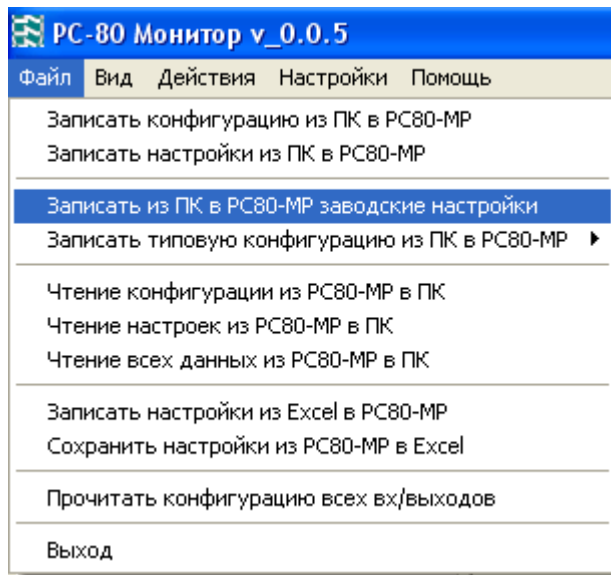 РС-80 Монитор v_0.0.5
Файл Вид Действия Настройки Помощь
Записать конфигурацию из ПК в РС80-МР
Записать настройки из ПК в РС80-МР
Записать из ПК в РС80-МР заводские настройки
Записать типовую конфигурацию из ПК в РС80-МР
Чтение конфигурации из РС80-МР в ПК
Чтение настроек из РС80-МР в ПК
Чтение всех данных из РС80-МР в ПК
Записать настройки из Excel в РС80-МР
Сохранить настройки из РС80-МР в Excel
Прочитать конфигурацию всех вх/выходов
Выход